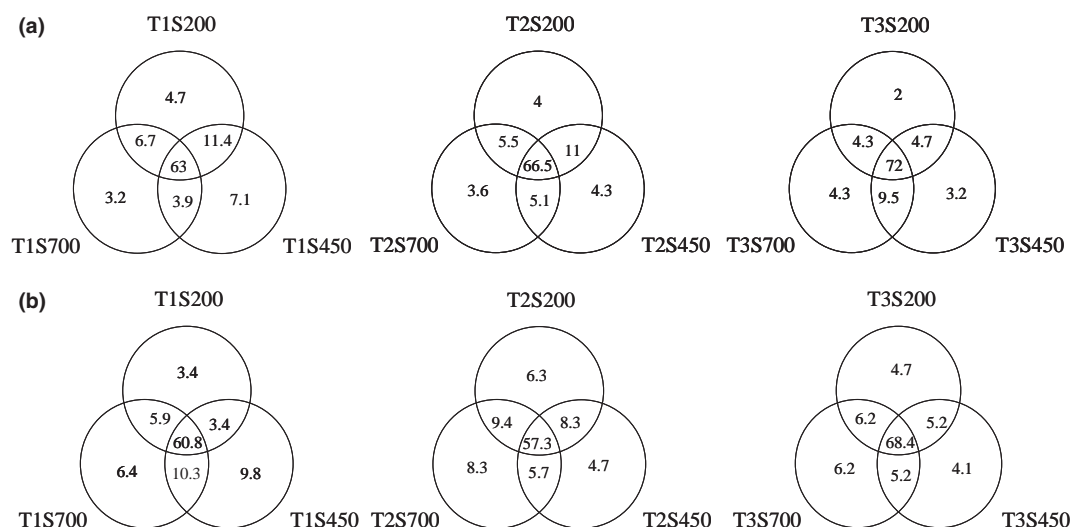 (a)
T1S200 T2S200 T3S200
4.7 4 2
6.7 11.4 5.5 11 4.3 4.7
63 66.5 72
3.2 3.9 7.1 3.6 5.1 4.3 4.3 9.5 3.2
T1S700 T1S450 T2S700 T2S450 T3S700 T3S450
(b)
T1S200 T2S200 T3S200
3.4 6.3 4.7
5.9 3.4 9.4 8.3 6.2 5.2
60.8 57.3 68.4
6.4 10.3 9.8 8.3 5.7 4.7 6.2 5.2 4.1
T1S700 T1S450 T2S700 T2S450 T3S700 T3S450